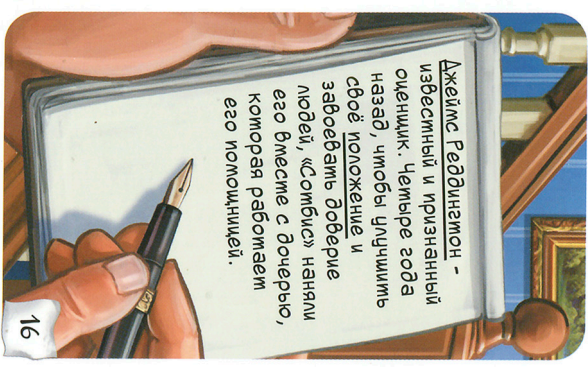 Джеймс Реддингтон -
известный и признанный
оценщик. Четыре года
назад, чтобы улучшить
своё положение и
завоевать доверие
людей, «Сотбис» наняли
его вместе с дочерью,
которая работает
его помощницей.
16